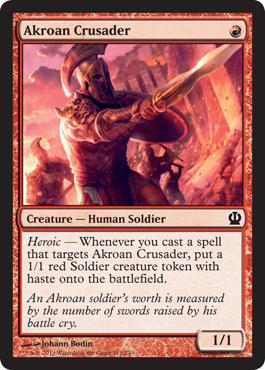 Akroan Crusader
Creature — Human Soldier
Heroic — Whenever you cast a spell
that targets Akroan Crusader, put a
1/1 red Soldier creature token with
haste onto the battlefield.
An Akroan soldier's worth is measured
by the number of swords raised by his
battle cry.
1/1
Johann Bodin